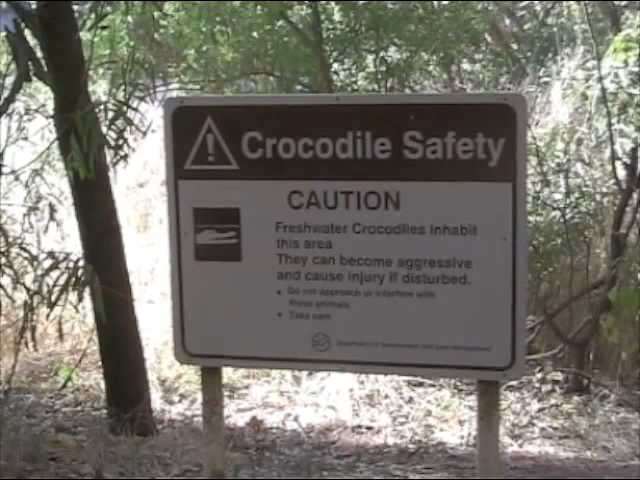 Crocodile Safety
CAUTION
Freshwater Crocodiles inhabit
this area
They can become aggressive
and cause injury if disturbed.
• Do not approach or interfere with
these animals
• Take care